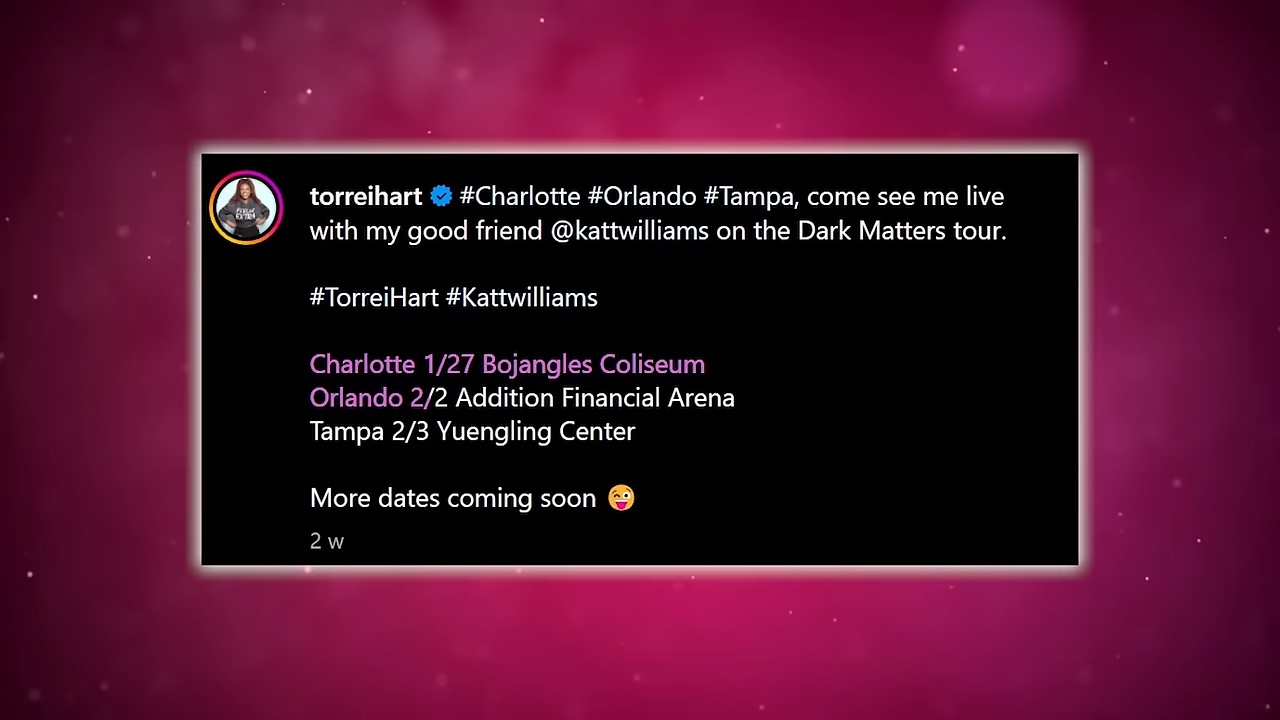 torreihart #Charlotte #Orlando #Tampa, come see me live
with my good friend @kattwilliams on the Dark Matters tour.
#TorreiHart #Kattwilliams
Charlotte 1/27 Bojangles Coliseum
Orlando 2/2 Addition Financial Arena
Tampa 2/3 Yuengling Center
More dates coming soon 😜
2 w